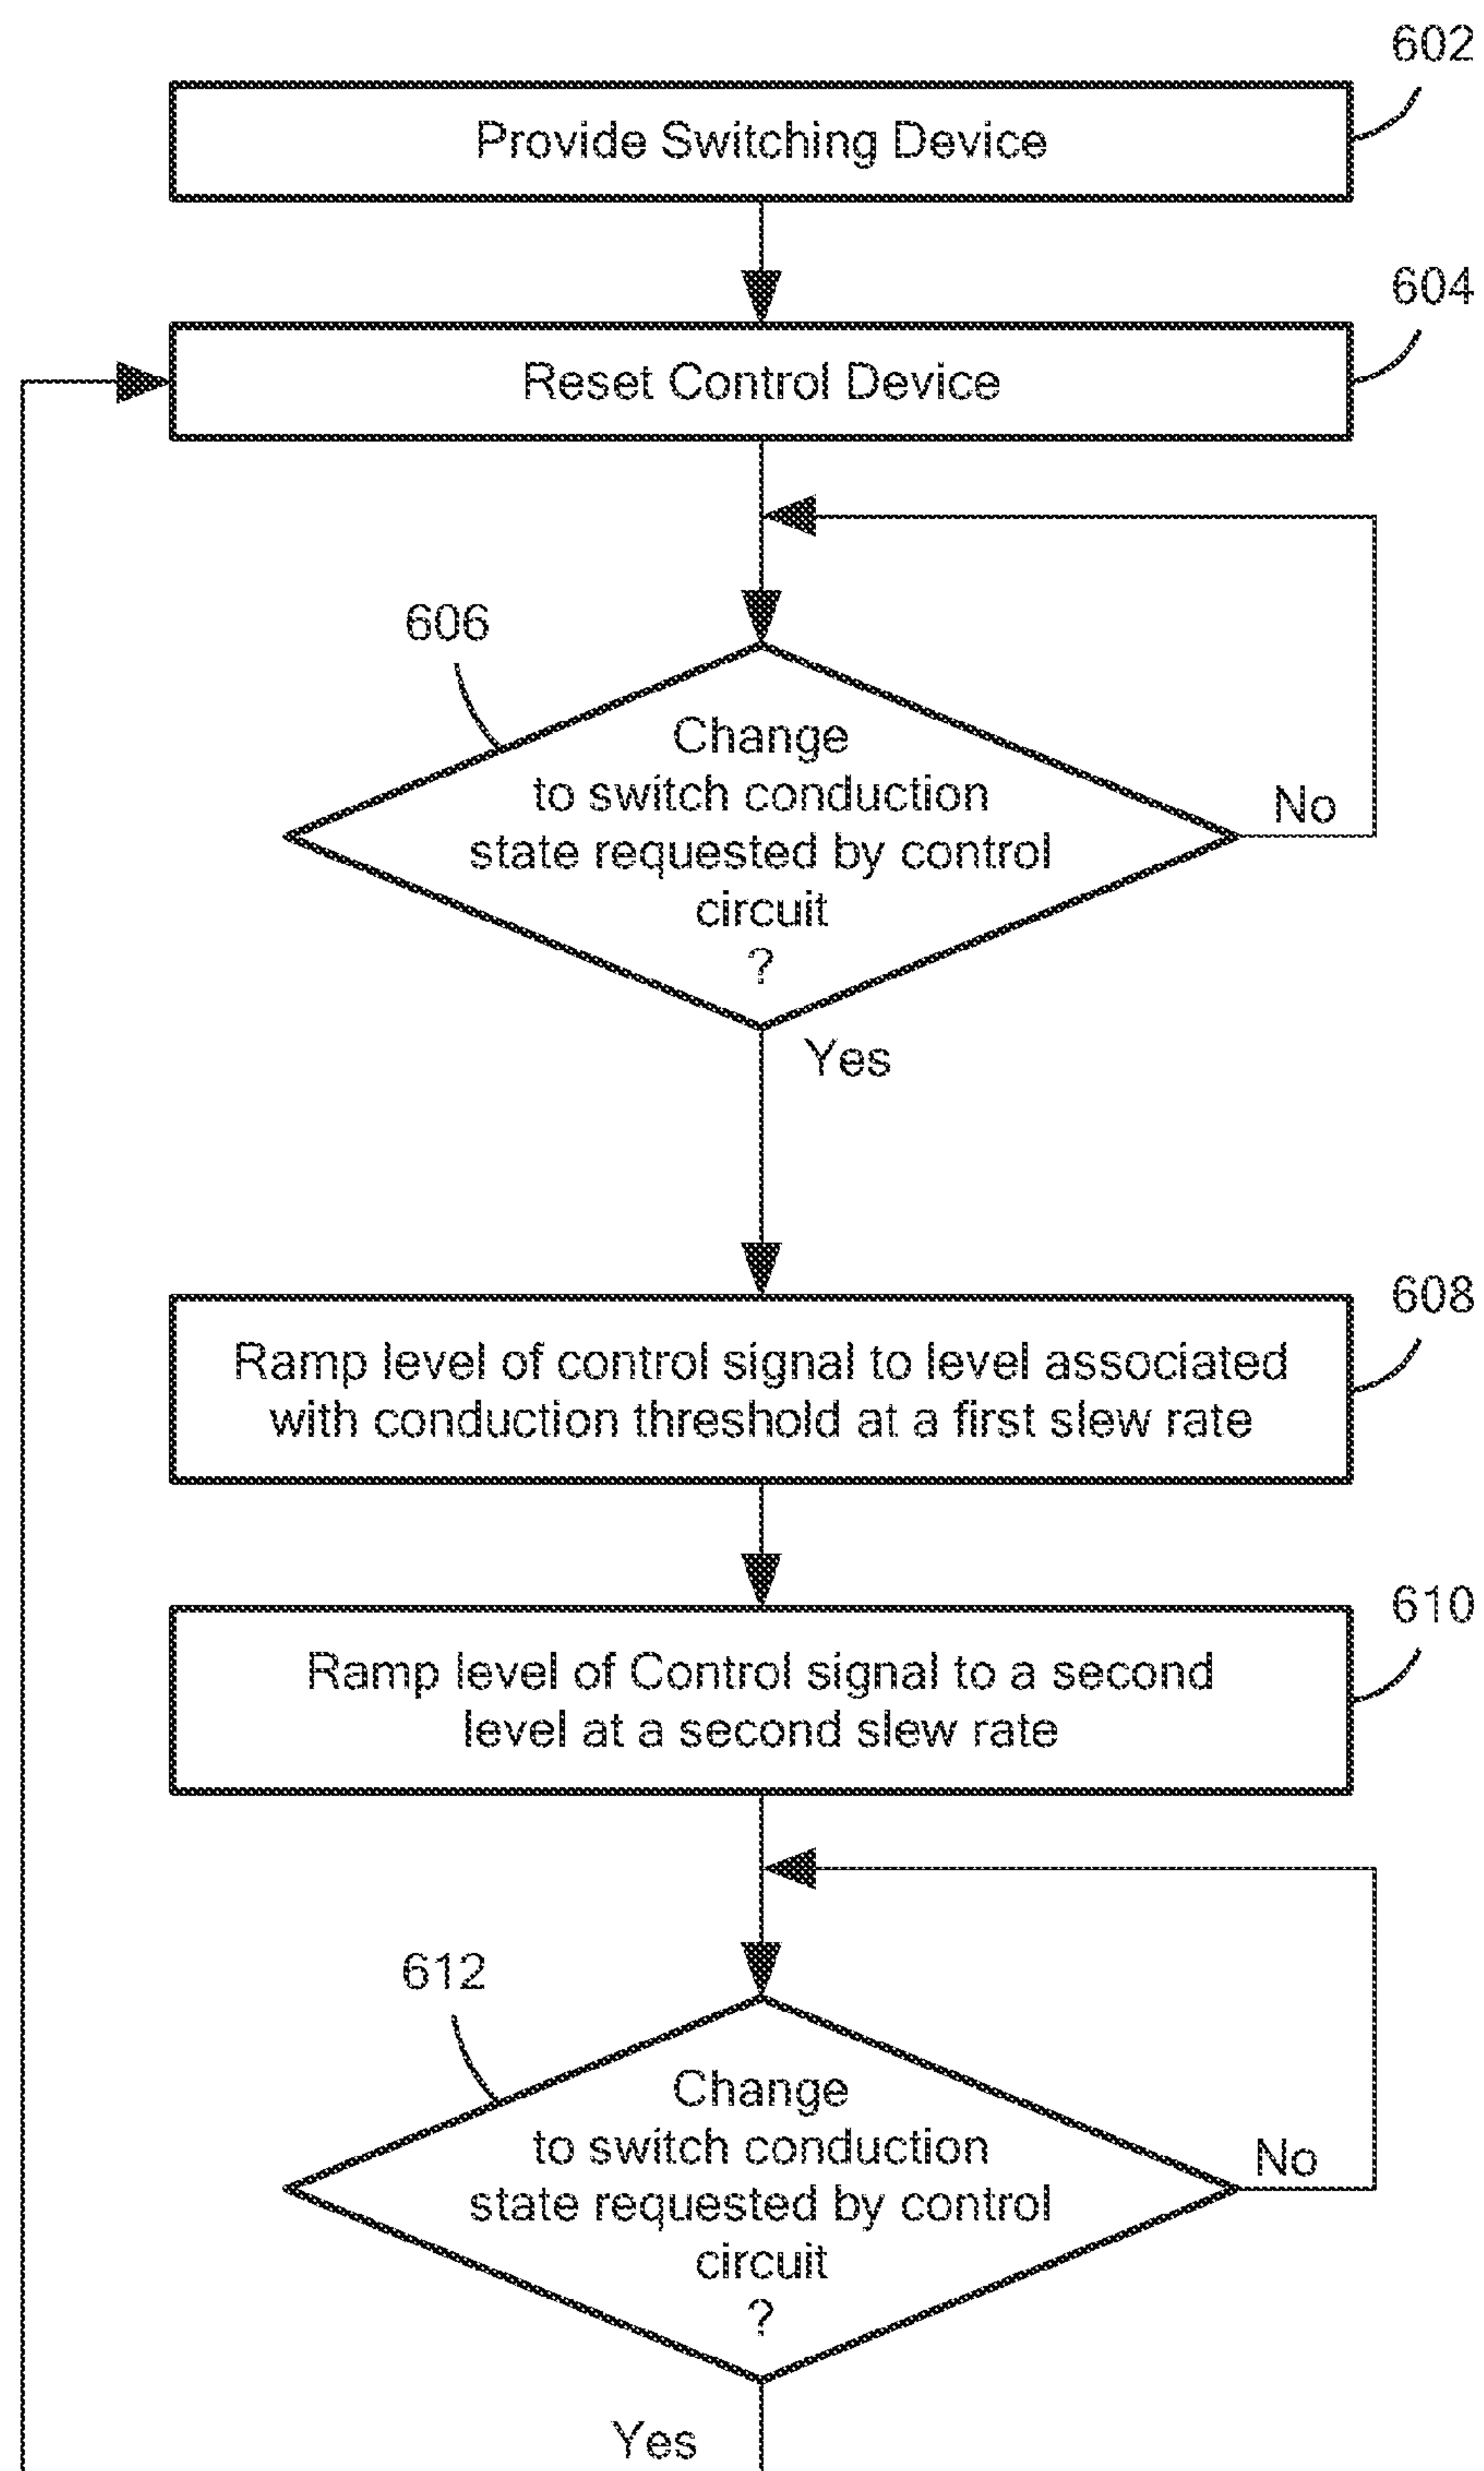 602
Provide Switching Device
604
Reset Control Device
606
Change
to switch conduction
state requested by control
circuit
?
No
Yes
608
Ramp level of control signal to level associated
with conduction threshold at a first slew rate
610
Ramp level of Control signal to a second
level at a second slew rate
612
Change
to switch conduction
state requested by control
circuit
?
No
Yes